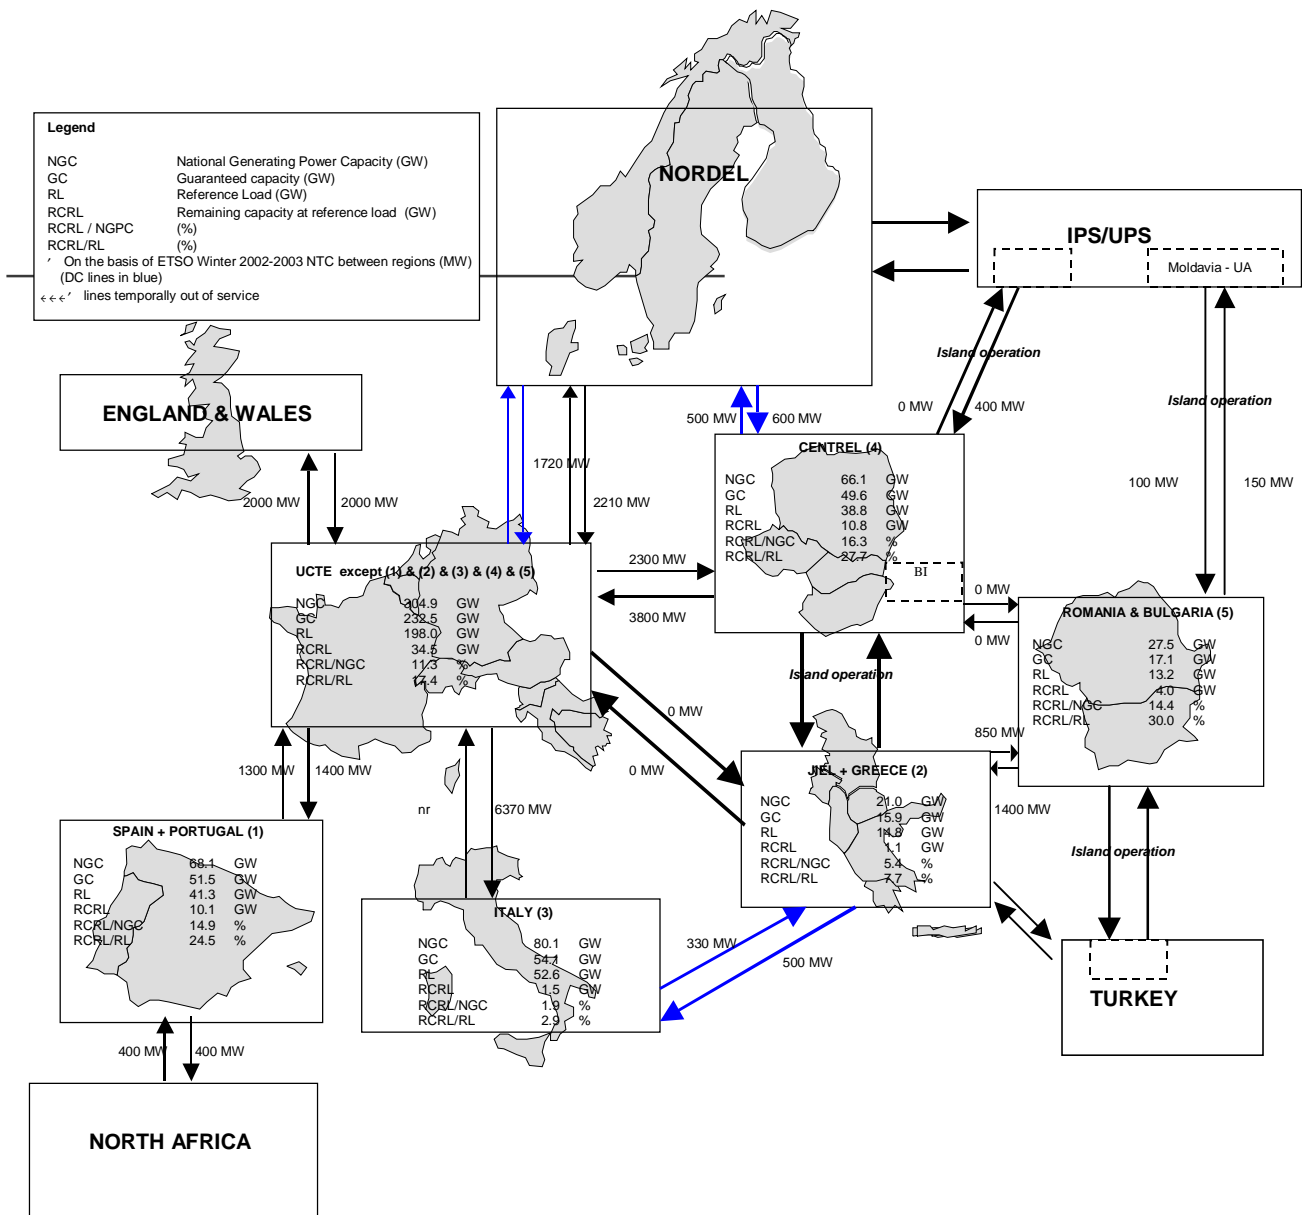 Legend
NGC National Generating Power Capacity (GW)
GC Guaranteed capacity (GW)
RL Reference Load (GW)
RCRL Remaining capacity at reference load (GW)
RCRL / NGPC (%)
RCRL/RL (%)
′ On the basis of ETSO Winter 2002-2003 NTC between regions (MW)
(DC lines in blue)
←←←′ lines temporally out of service
NORDEL
IPS/UPS
Moldavia - UA
ENGLAND & WALES
Island operation
0 MW
400 MW
Island operation
100 MW
150 MW
500 MW
600 MW
1720 MW
2210 MW
2000 MW
2000 MW
CENTREL (4)
NGC 66.1 GW
GC 49.6 GW
RL 38.8 GW
RCRL 10.8 GW
RCRL/NGC 16.3 %
RCRL/RL 27.7 %
BI
2300 MW
3800 MW
UCTE except (1) & (2) & (3) & (4) & (5)
NGC 304.9 GW
GC 232.5 GW
RL 198.0 GW
RCRL 34.5 GW
RCRL/NGC 11.3 %
RCRL/RL 17.4 %
0 MW
0 MW
ROMANIA & BULGARIA (5)
NGC 27.5 GW
GC 17.1 GW
RL 13.2 GW
RCRL 4.0 GW
RCRL/NGC 14.4 %
RCRL/RL 30.0 %
Island operation
0 MW
0 MW
850 MW
1400 MW
1300 MW
1400 MW
nr
6370 MW
JIEL + GREECE (2)
NGC 21.0 GW
GC 15.9 GW
RL 14.8 GW
RCRL 1.1 GW
RCRL/NGC 5.4 %
RCRL/RL 7.7 %
Island operation
SPAIN + PORTUGAL (1)
NGC 68.1 GW
GC 51.5 GW
RL 41.3 GW
RCRL 10.1 GW
RCRL/NGC 14.9 %
RCRL/RL 24.5 %
ITALY (3)
NGC 80.1 GW
GC 54.1 GW
RL 52.6 GW
RCRL 1.5 GW
RCRL/NGC 1.9 %
RCRL/RL 2.9 %
330 MW
500 MW
TURKEY
400 MW
400 MW
NORTH AFRICA